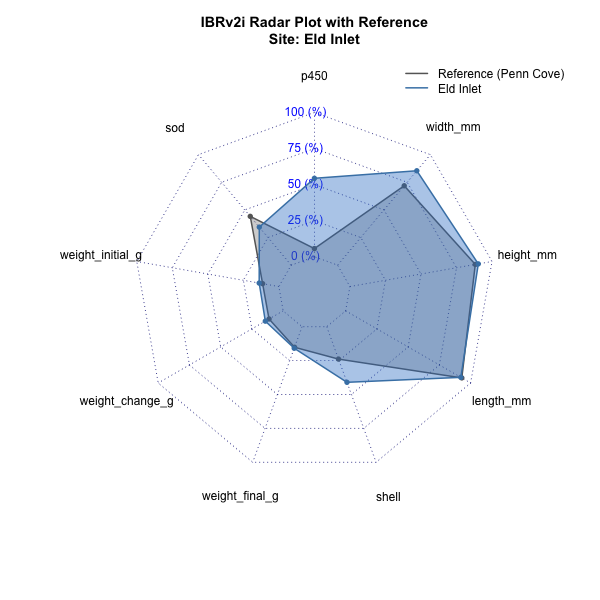 IBRv2i Radar Plot with Reference
Site: Eld Inlet
p450
Reference (Penn Cove)
Eld Inlet
sod
width_mm
100 (%)
75 (%)
50 (%)
25 (%)
0 (%)
weight_initial_g
height_mm
weight_change_g
length_mm
weight_final_g
shell